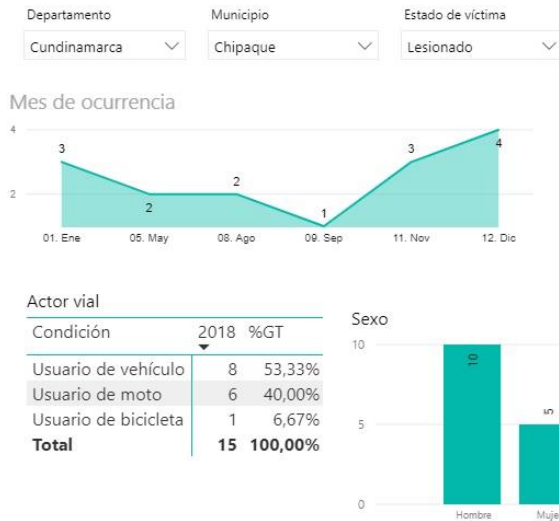 Departamento Municipio Estado de víctima
Cundinamarca Chipaque Lesionado
Mes de ocurrencia
4
3 2 2 1 3 4
2
01. Ene 05. May 08. Ago 09. Sep 11. Nov 12. Dic
Actor vial
Condición 2018 %GT
Usuario de vehículo 8 53,33%
Usuario de moto 6 40,00%
Usuario de bicicleta 1 6,67%
Total 15 100,00%
Sexo
10
10
5
5
0
Hombre Muje